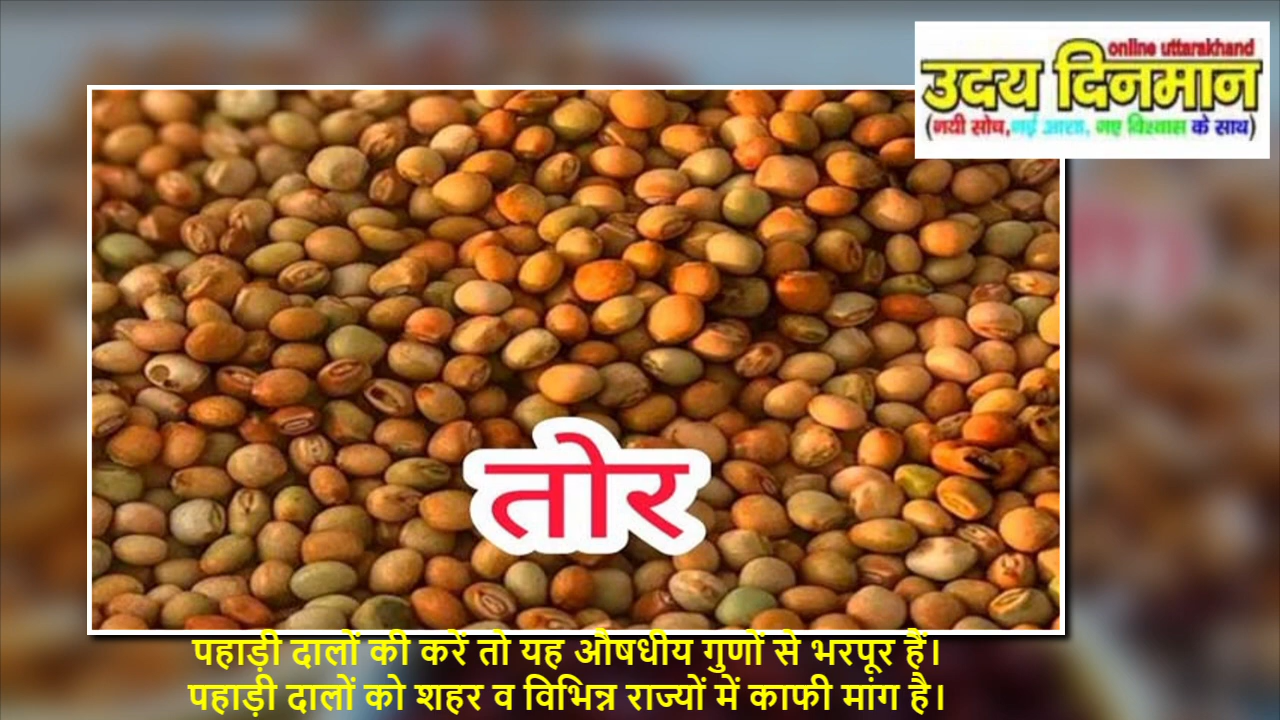 online uttarakhand
उदय दिनमान
(नयी सोच, नई आशा, नए विश्वास के साथ)
तोर
पहाड़ी दालों की करें तो यह औषधीय गुणों से भरपूर हैं।
पहाड़ी दालों को शहर व विभिन्न राज्यों में काफी मांग है।